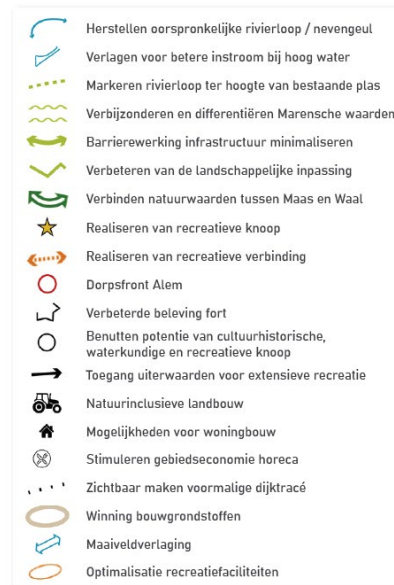 Herstellen oorspronkelijke rivierloop / nevengeul
Verlagen voor betere instroom bij hoog water
Markeren rivierloop ter hoogte van bestaande plas
Verbijzonderen en differentiëren Marensche waarden
Barrierewerking infrastructuur minimaliseren
Verbeteren van de landschappelijke inpassing
Verbinden natuurwaarden tussen Maas en Waal
Realiseren van recreatieve knoop
Realiseren van recreatieve verbinding
Dorpsfront Alem
Verbeterde beleving fort
Benutten potentie van cultuurhistorische,
waterkundige en recreatieve knoop
Toegang uiterwaarden voor extensieve recreatie
Natuurinclusieve landbouw
Mogelijkheden voor woningbouw
Stimuleren gebiedseconomie horeca
Zichtbaar maken voormalige dijktracé
Winning bouwgrondstoffen
Maaiveldverlaging
Optimalisatie recreatiefaciliteiten